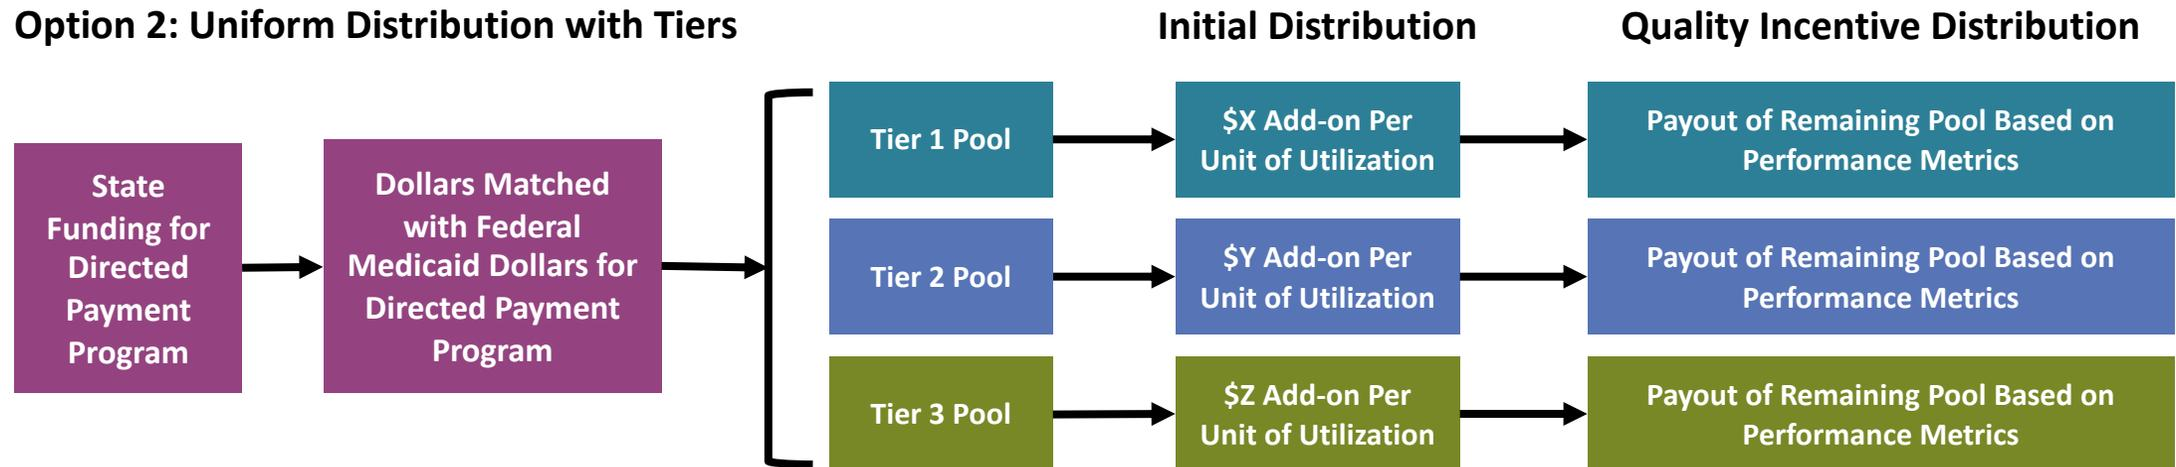 Option 2: Uniform Distribution with Tiers
Initial Distribution
Quality Incentive Distribution
State
Funding for
Directed
Payment
Program
Dollars Matched
with Federal
Medicaid Dollars for
Directed Payment
Program
Tier 1 Pool
$X Add-on Per
Unit of Utilization
Payout of Remaining Pool Based on
Performance Metrics
Tier 2 Pool
$Y Add-on Per
Unit of Utilization
Payout of Remaining Pool Based on
Performance Metrics
Tier 3 Pool
$Z Add-on Per
Unit of Utilization
Payout of Remaining Pool Based on
Performance Metrics